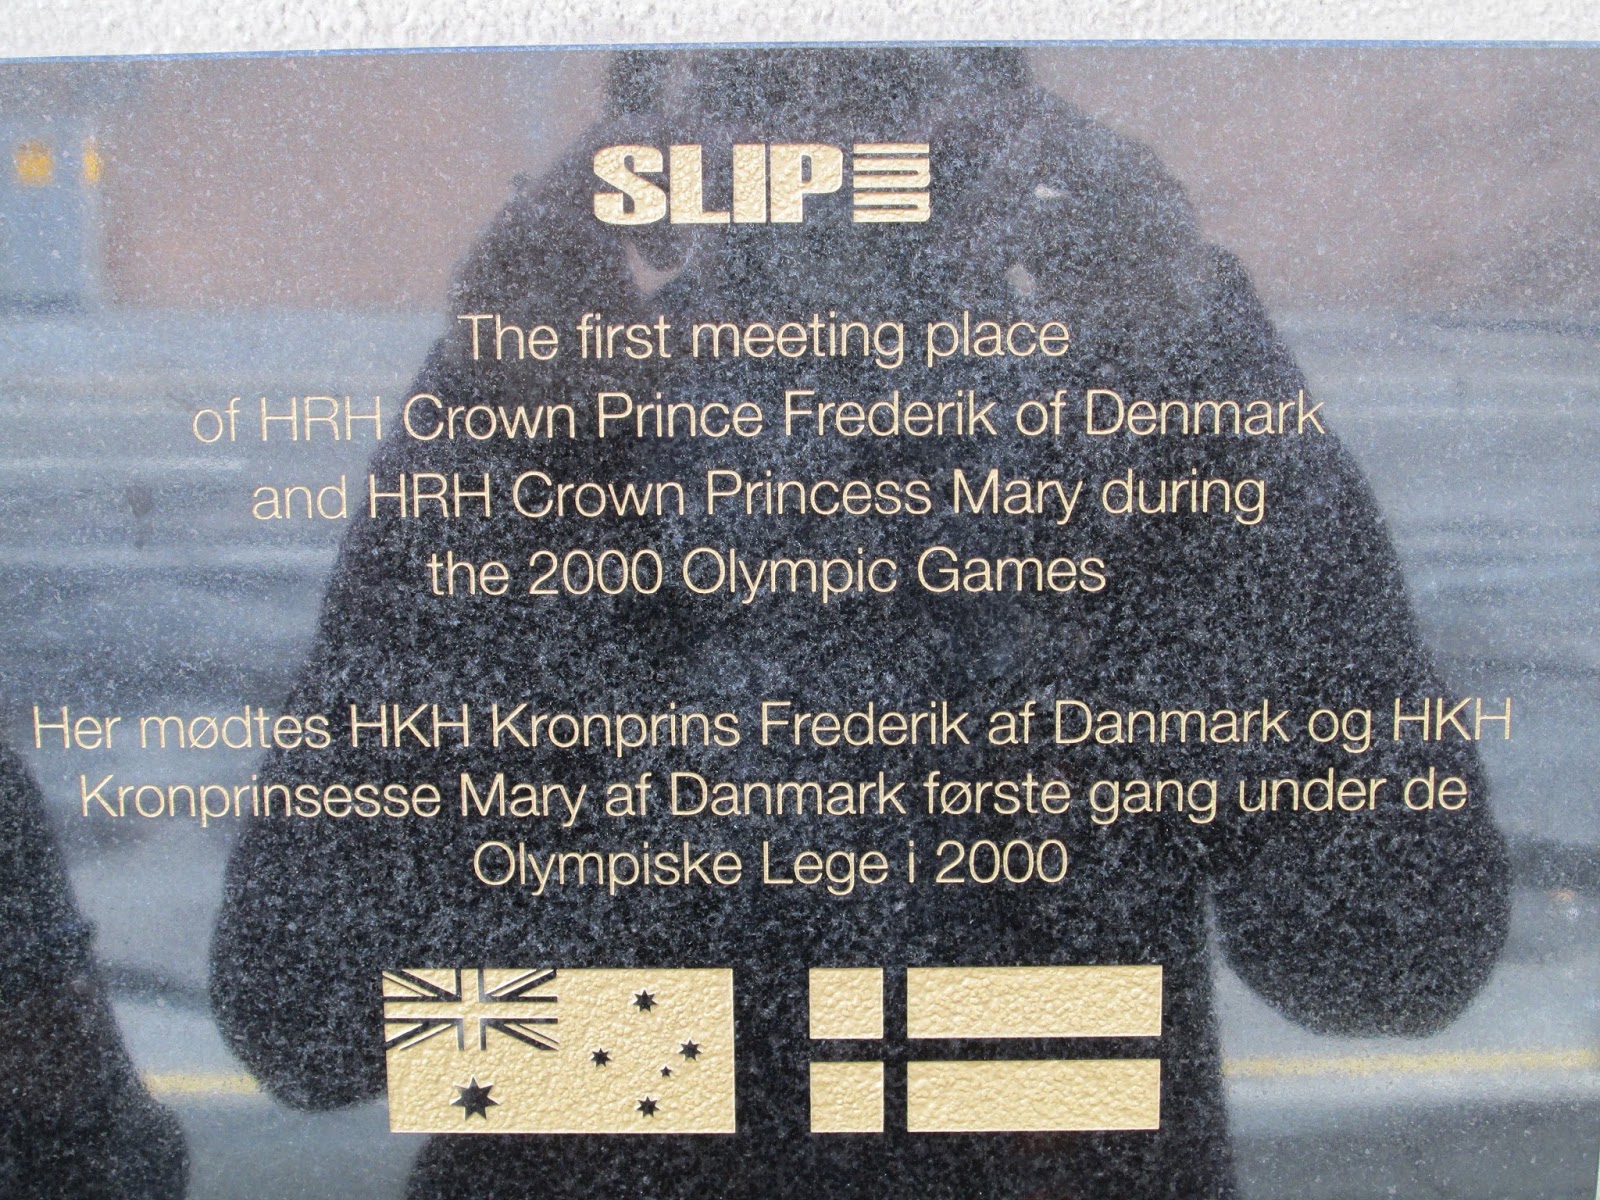 SLIP INN
The first meeting place
of HRH Crown Prince Frederik of Denmark
and HRH Crown Princess Mary during
the 2000 Olympic Games
Her mødtes HKH Kronprins Frederik af Danmark og HKH
Kronprinsesse Mary af Danmark første gang under de
Olympiske Lege i 2000